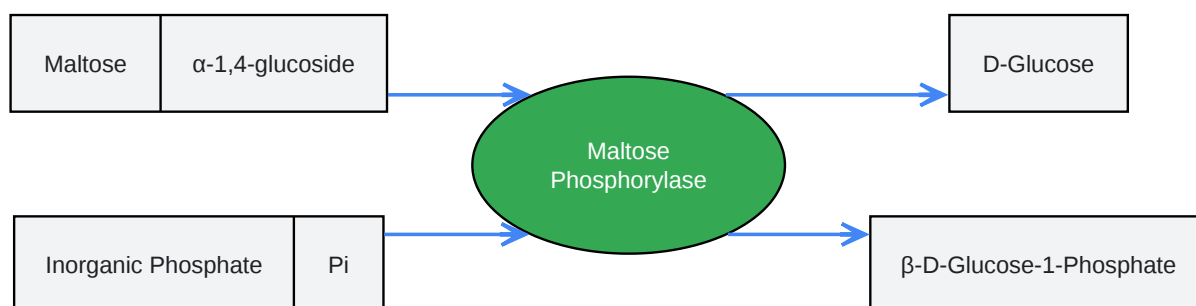 Maltose
α-1,4-glucoside
D-Glucose
Maltose
Phosphorylase
Inorganic Phosphate
Pi
β-D-Glucose-1-Phosphate